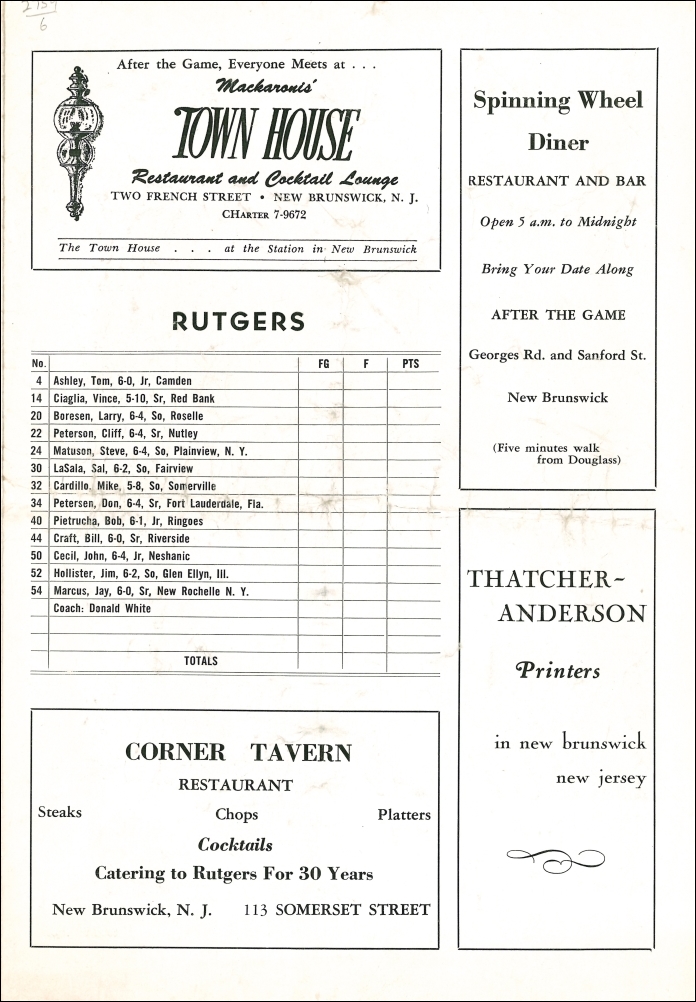 6
After the Game, Everyone Meets at . . .
Mackaronis'
TOWN HOUSE
Restaurant and Cocktail Lounge
TWO FRENCH STREET • NEW BRUNSWICK, N. J.
CHARTER 7-9672
The Town House . . . at the Station in New Brunswick
RUTGERS
No. FG F PTS
4 Ashley, Tom, 6-0, Jr, Camden
14 Ciaglia, Vince, 5-10, Sr, Red Bank
20 Boresen, Larry, 6-4, So, Roselle
22 Peterson, Cliff, 6-4, Sr, Nutley
24 Matuson, Steve, 6-4, So, Plainview, N. Y.
30 LaSala, Sal, 6-2, So, Fairview
32 Cardillo, Mike, 5-8, So, Somerville
34 Petersen, Don, 6-4, Sr, Fort Lauderdale, Fla.
40 Pietrucha, Bob, 6-1, Jr, Ringoes
44 Craft, Bill, 6-0, Sr, Riverside
50 Cecil, John, 6-4, Jr, Neshanic
52 Hollister, Jim, 6-2, So, Glen Ellyn, Ill.
54 Marcus, Jay, 6-0, Sr, New Rochelle N. Y.
Coach: Donald White
TOTALS
CORNER TAVERN
RESTAURANT
Steaks Chops Platters
Cocktails
Catering to Rutgers For 30 Years
New Brunswick, N. J. 113 SOMERSET STREET
Spinning Wheel
Diner
RESTAURANT AND BAR
Open 5 a.m. to Midnight
Bring Your Date Along
AFTER THE GAME
Georges Rd. and Sanford St.
New Brunswick
(Five minutes walk
from Douglass)
THATCHER-
ANDERSON
Printers
in new brunswick
new jersey